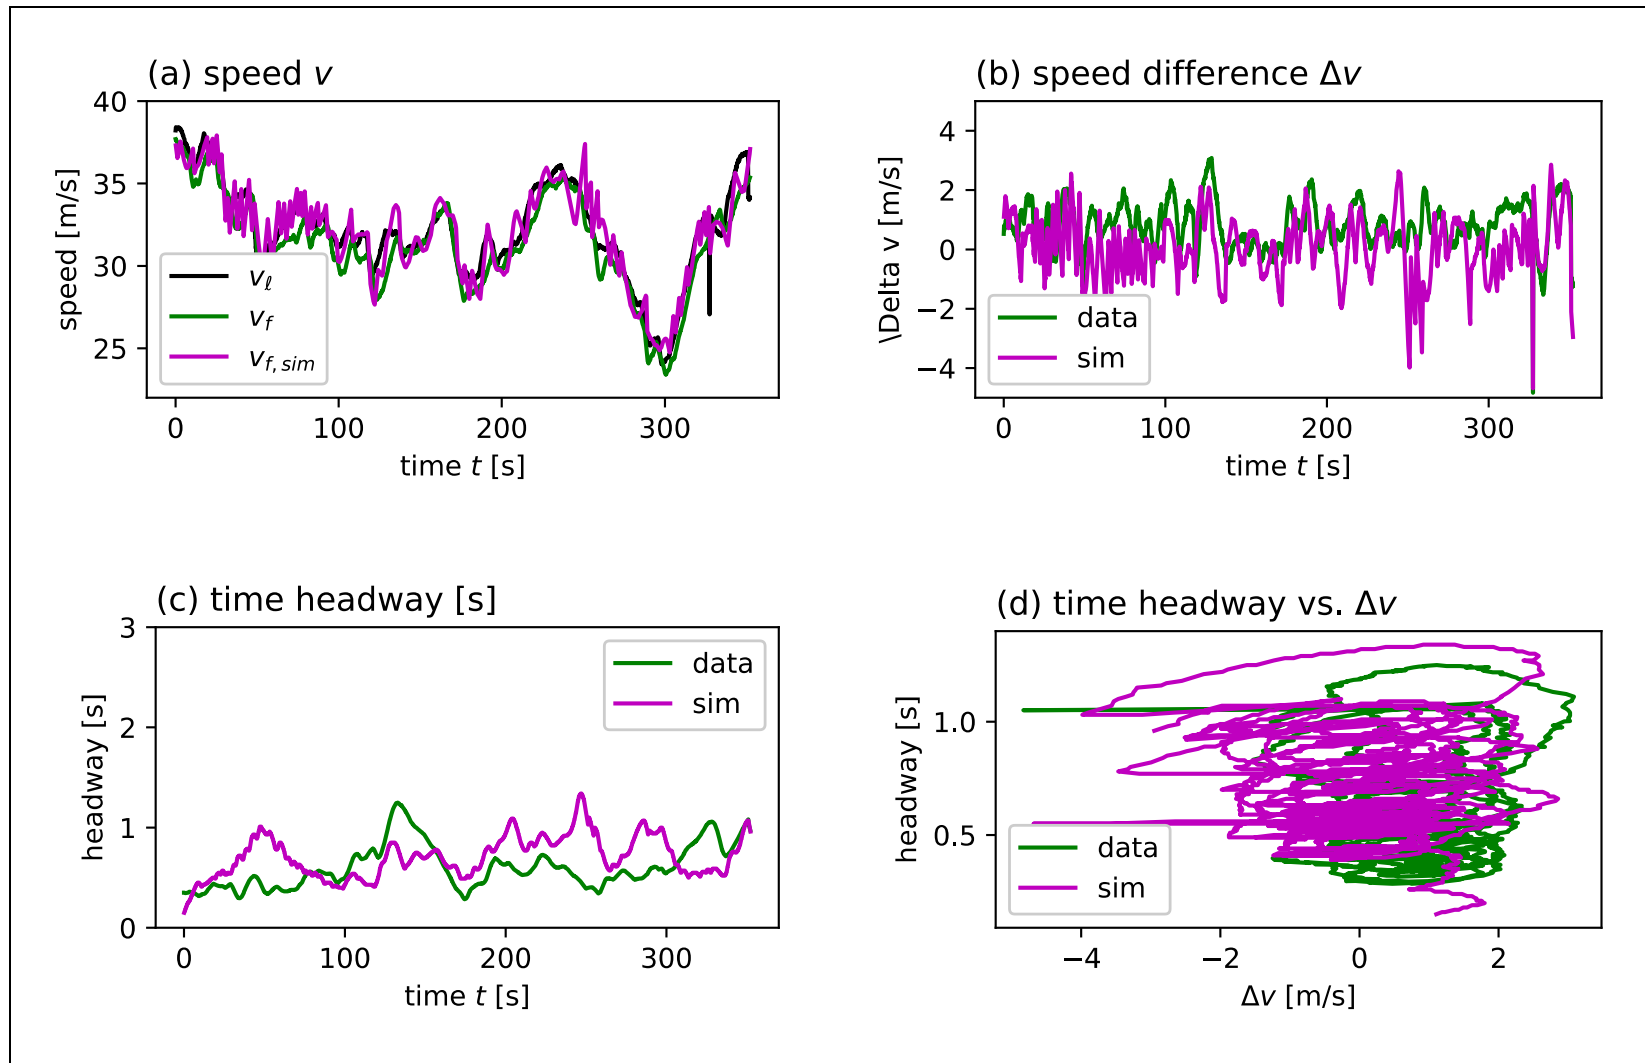 (a) speed v
40
35
30
25
speed [m/s]
v_ℓ
v_f
v_{f,sim}
0 100 200 300
time t [s]
(b) speed difference Δv
4
2
0
−2
−4
\Delta v [m/s]
data
sim
0 100 200 300
time t [s]
(c) time headway [s]
3
2
1
0
headway [s]
data
sim
0 100 200 300
time t [s]
(d) time headway vs. Δv
1.0
0.5
headway [s]
data
sim
−4 −2 0 2
Δv [m/s]